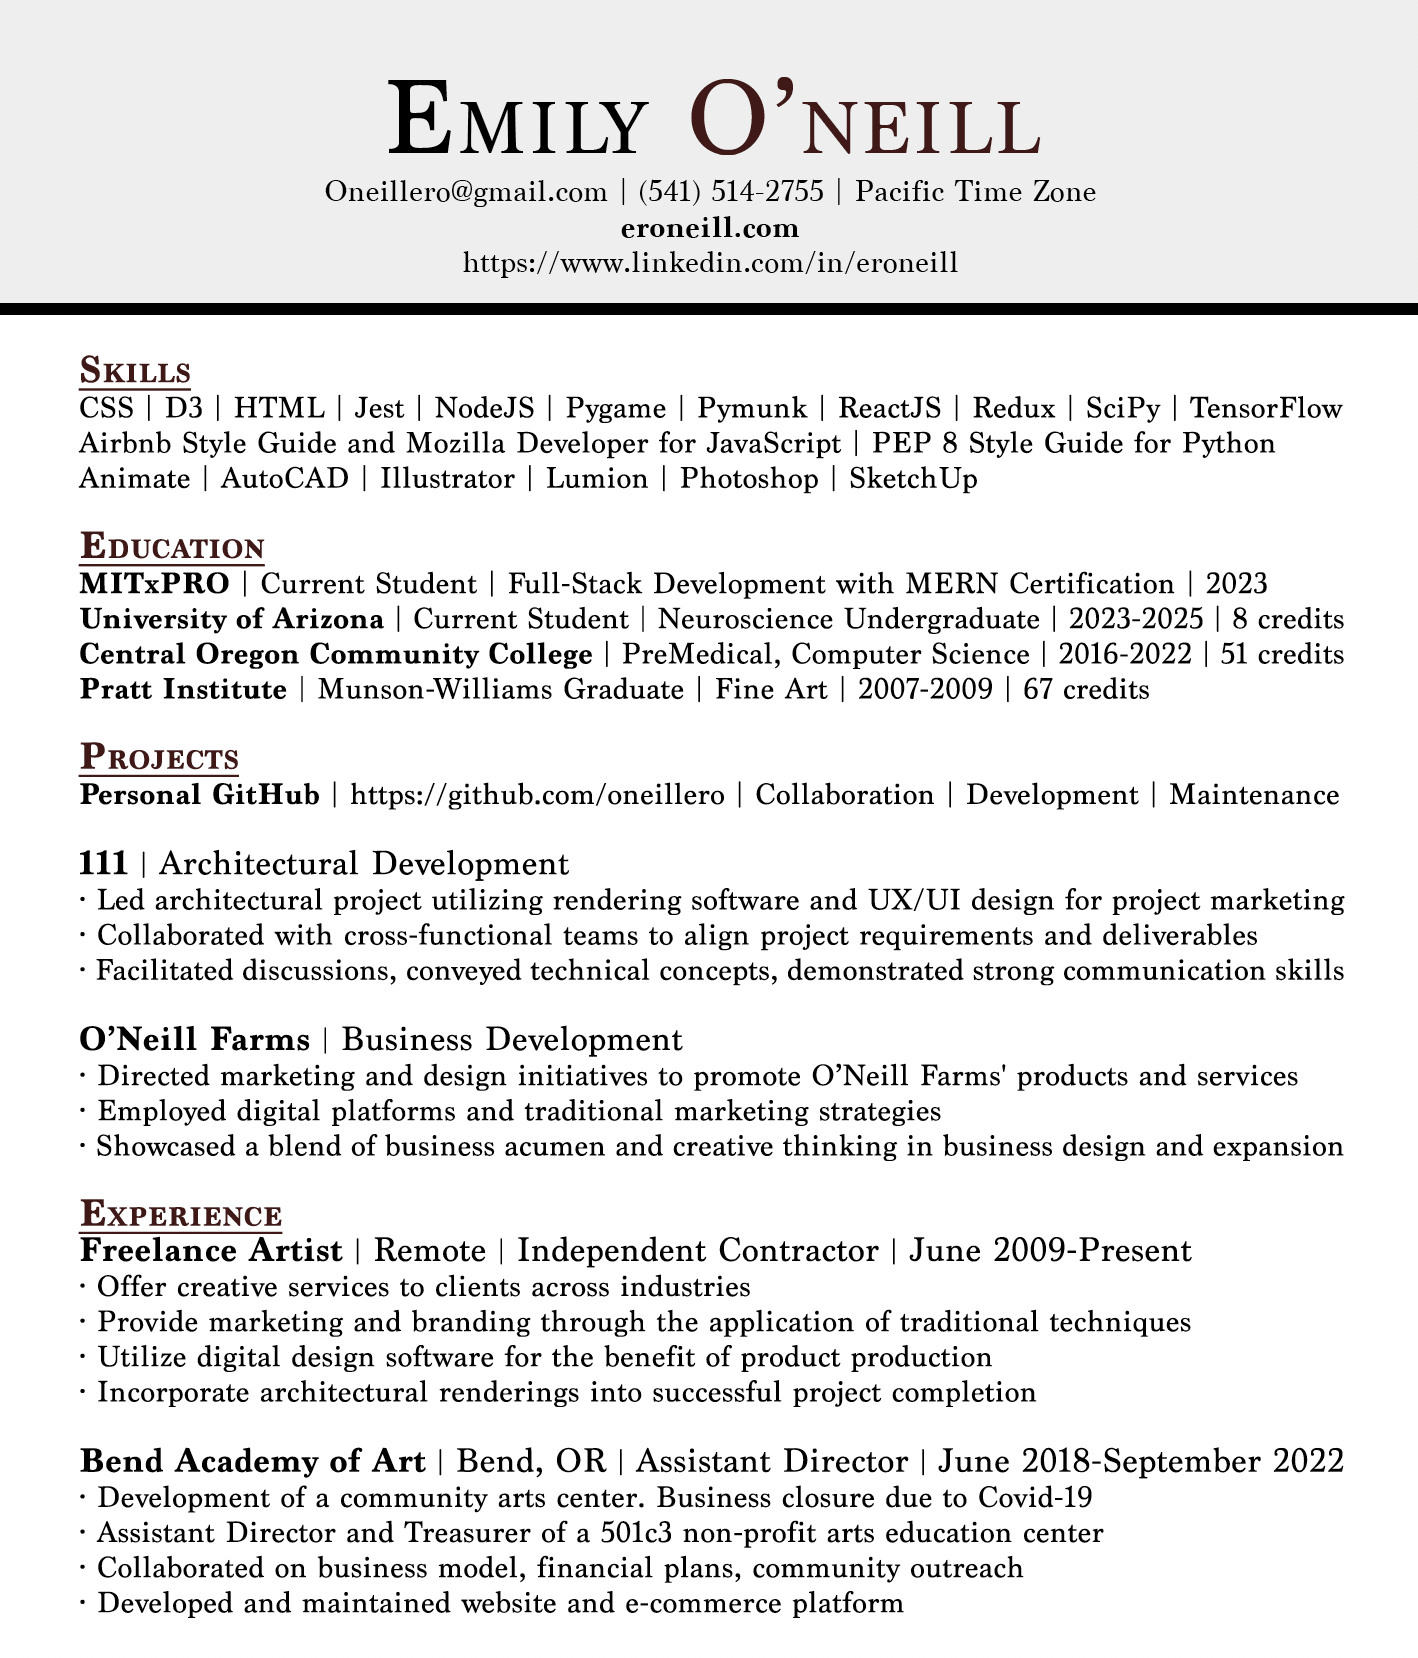 Emily O’neill
Oneillero@gmail.com | (541) 514-2755 | Pacific Time Zone
eroneill.com
https://www.linkedin.com/in/eroneill
Skills
CSS | D3 | HTML | Jest | NodeJS | Pygame | Pymunk | ReactJS | Redux | SciPy | TensorFlow
Airbnb Style Guide and Mozilla Developer for JavaScript | PEP 8 Style Guide for Python
Animate | AutoCAD | Illustrator | Lumion | Photoshop | SketchUp
Education
MITxPRO | Current Student | Full-Stack Development with MERN Certification | 2023
University of Arizona | Current Student | Neuroscience Undergraduate | 2023-2025 | 8 credits
Central Oregon Community College | PreMedical, Computer Science | 2016-2022 | 51 credits
Pratt Institute | Munson-Williams Graduate | Fine Art | 2007-2009 | 67 credits
Projects
Personal GitHub | https://github.com/oneillero | Collaboration | Development | Maintenance
111 | Architectural Development
· Led architectural project utilizing rendering software and UX/UI design for project marketing
· Collaborated with cross-functional teams to align project requirements and deliverables
· Facilitated discussions, conveyed technical concepts, demonstrated strong communication skills
O’Neill Farms | Business Development
· Directed marketing and design initiatives to promote O’Neill Farms' products and services
· Employed digital platforms and traditional marketing strategies
· Showcased a blend of business acumen and creative thinking in business design and expansion
Experience
Freelance Artist | Remote | Independent Contractor | June 2009-Present
· Offer creative services to clients across industries
· Provide marketing and branding through the application of traditional techniques
· Utilize digital design software for the benefit of product production
· Incorporate architectural renderings into successful project completion
Bend Academy of Art | Bend, OR | Assistant Director | June 2018-September 2022
· Development of a community arts center. Business closure due to Covid-19
· Assistant Director and Treasurer of a 501c3 non-profit arts education center
· Collaborated on business model, financial plans, community outreach
· Developed and maintained website and e-commerce platform